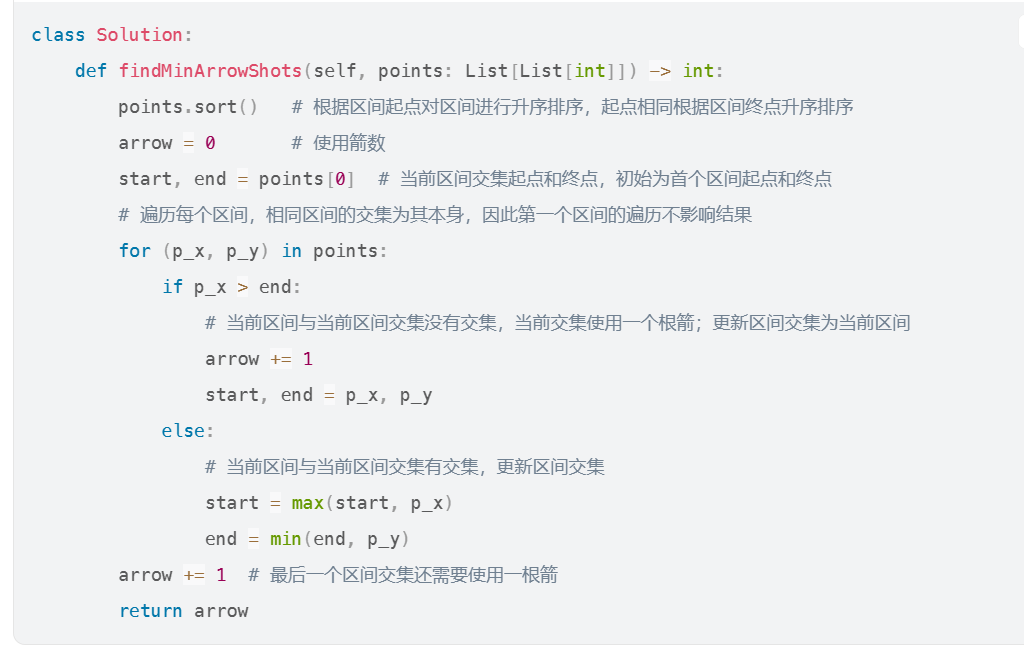 class Solution:
    def findMinArrowShots(self, points: List[List[int]]) -> int:
        points.sort()   # 根据区间起点对区间进行升序排序，起点相同根据区间终点升序排序
        arrow = 0       # 使用箭数
        start, end = points[0]  # 当前区间交集起点和终点，初始为首个区间起点和终点
        # 遍历每个区间，相同区间的交集为其本身，因此第一个区间的遍历不影响结果
        for (p_x, p_y) in points:
            if p_x > end:
                # 当前区间与当前区间交集没有交集，当前交集使用一个根箭；更新区间交集为当前区间
                arrow += 1
                start, end = p_x, p_y
            else:
                # 当前区间与当前区间交集有交集，更新区间交集
                start = max(start, p_x)
                end = min(end, p_y)
        arrow += 1  # 最后一个区间交集还需要使用一根箭
        return arrow